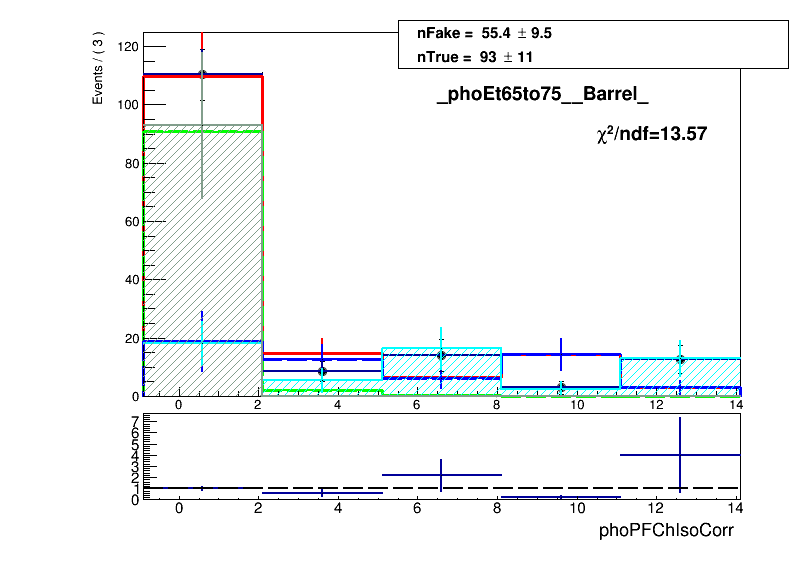 nFake = 55.4 ± 9.5
nTrue = 93 ± 11
_phoEt65to75__Barrel_
χ²/ndf=13.57
Events / ( 3 )
120
100
80
60
40
20
0
0 2 4 6 8 10 12 14
7
6
5
4
3
2
1
0
0 2 4 6 8 10 12 14
phoPFChIsoCorr